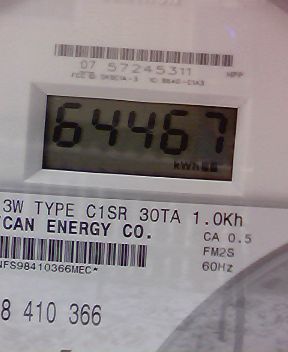 07 57245311
64467
kWh
3W TYPE C1SR 30TA 1.0Kh
CAN ENERGY CO.
CA 0.5
FM2S
60Hz
NFS98410366MEC*
8 410 366